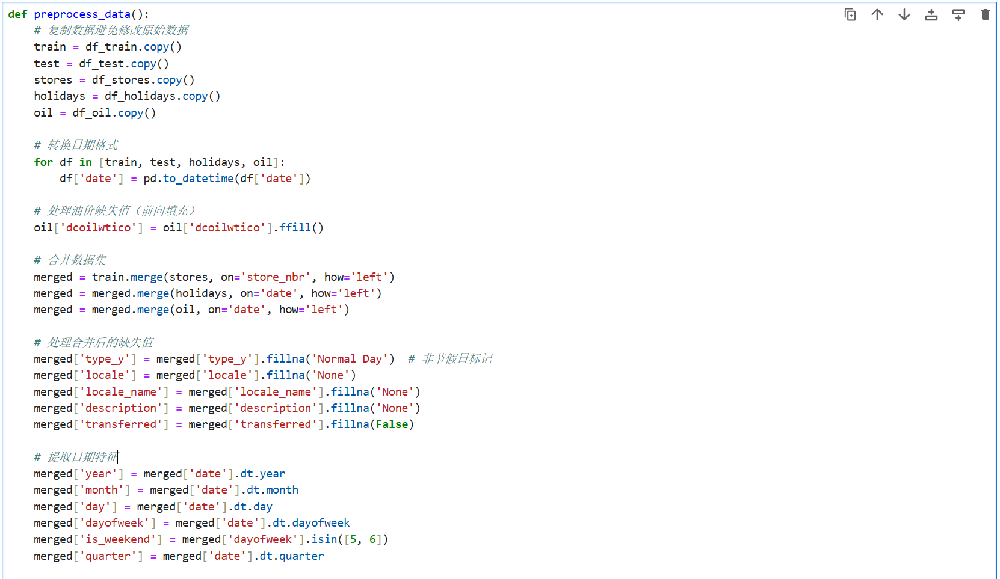 def preprocess_data():
    # 复制数据避免修改原始数据
    train = df_train.copy()
    test = df_test.copy()
    stores = df_stores.copy()
    holidays = df_holidays.copy()
    oil = df_oil.copy()

    # 转换日期格式
    for df in [train, test, holidays, oil]:
        df['date'] = pd.to_datetime(df['date'])

    # 处理油价缺失值（前向填充）
    oil['dcoilwtico'] = oil['dcoilwtico'].ffill()

    # 合并数据集
    merged = train.merge(stores, on='store_nbr', how='left')
    merged = merged.merge(holidays, on='date', how='left')
    merged = merged.merge(oil, on='date', how='left')

    # 处理合并后的缺失值
    merged['type_y'] = merged['type_y'].fillna('Normal Day')  # 非节假日标记
    merged['locale'] = merged['locale'].fillna('None')
    merged['locale_name'] = merged['locale_name'].fillna('None')
    merged['description'] = merged['description'].fillna('None')
    merged['transferred'] = merged['transferred'].fillna(False)

    # 提取日期特征
    merged['year'] = merged['date'].dt.year
    merged['month'] = merged['date'].dt.month
    merged['day'] = merged['date'].dt.day
    merged['dayofweek'] = merged['date'].dt.dayofweek
    merged['is_weekend'] = merged['dayofweek'].isin([5, 6])
    merged['quarter'] = merged['date'].dt.quarter